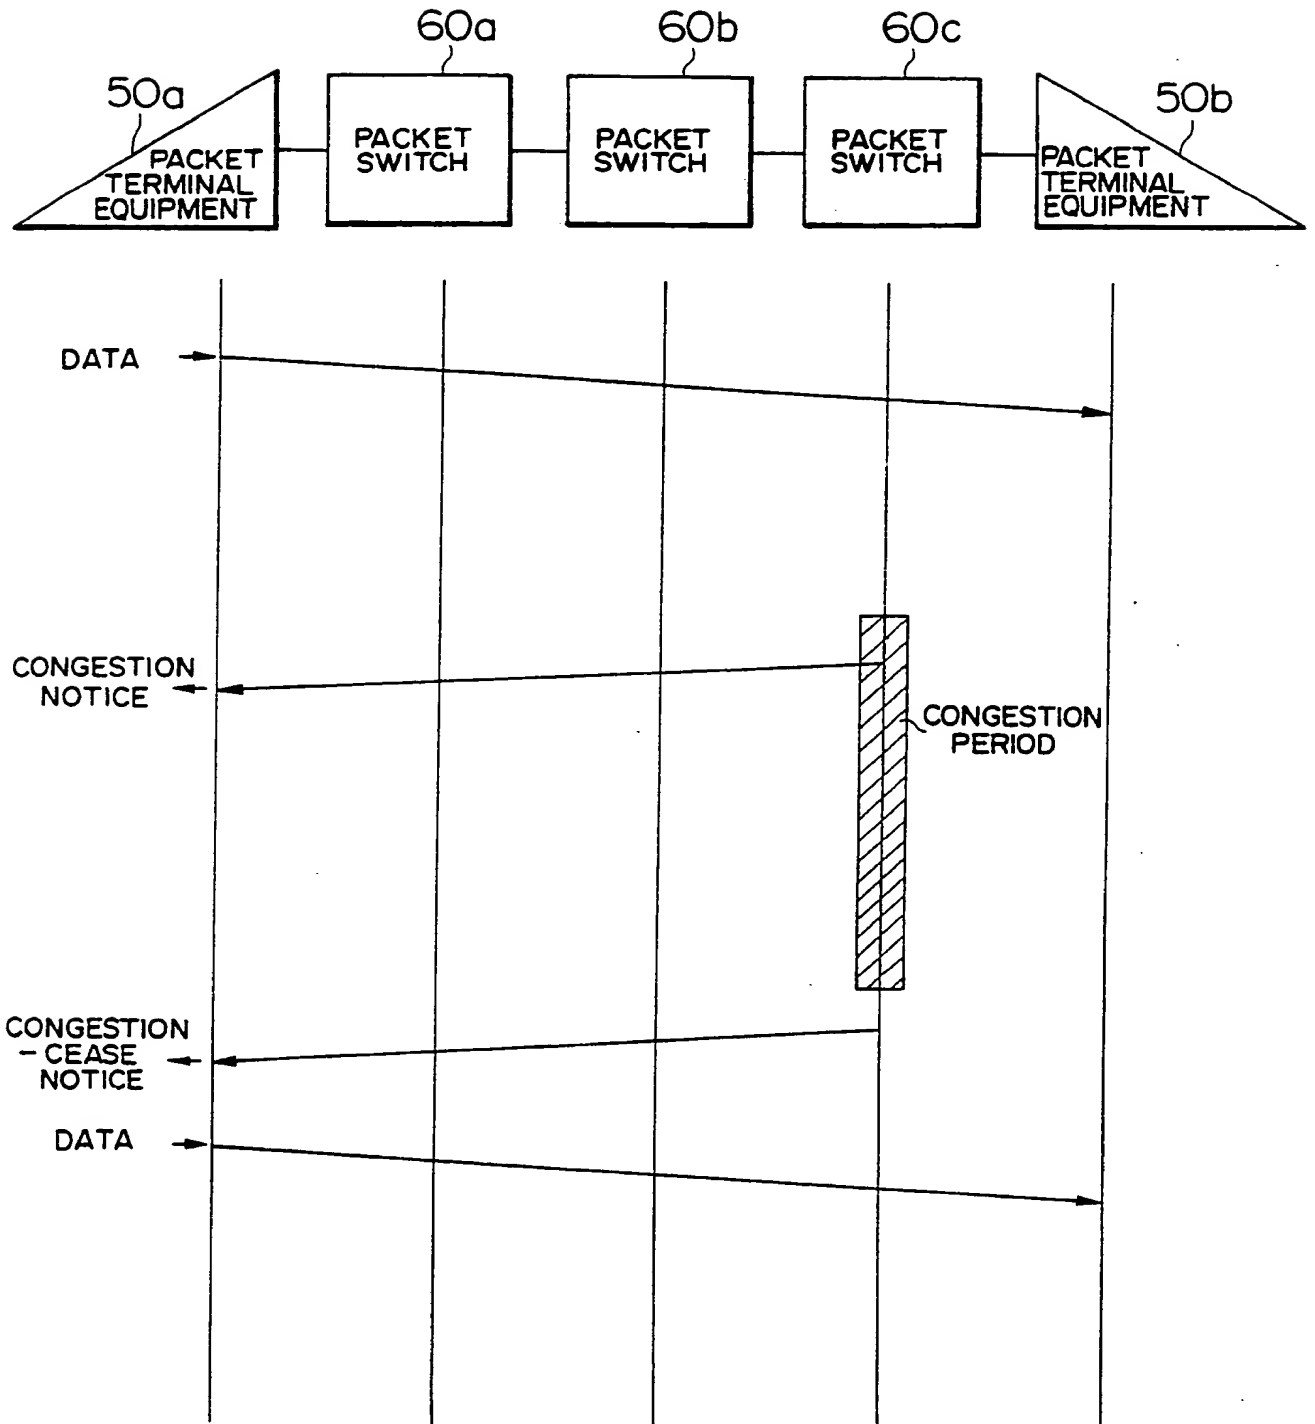 60a
60b
60c
50a
50b
PACKET
TERMINAL
EQUIPMENT
PACKET
SWITCH
PACKET
SWITCH
PACKET
SWITCH
PACKET
TERMINAL
EQUIPMENT
DATA
CONGESTION
NOTICE
CONGESTION
PERIOD
CONGESTION
- CEASE
NOTICE
DATA